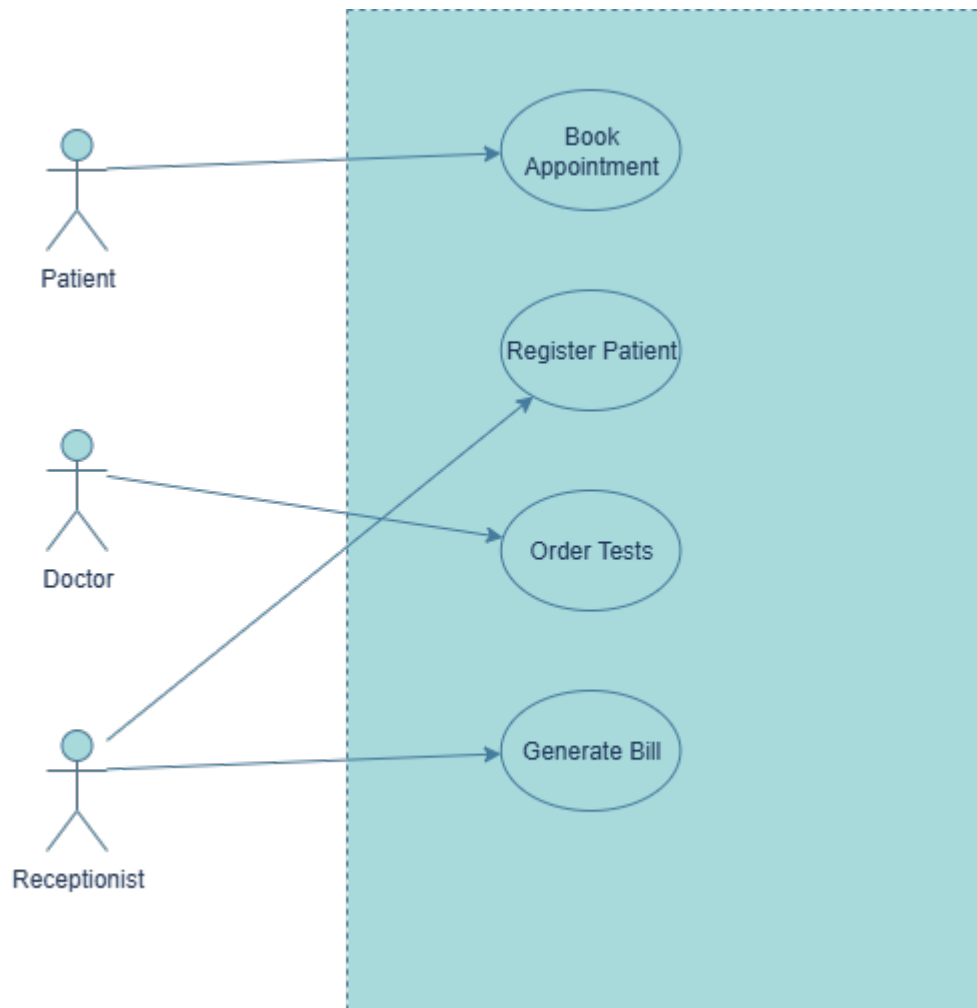 Book
Appointment
Patient
Register Patient
Order Tests
Doctor
Generate Bill
Receptionist